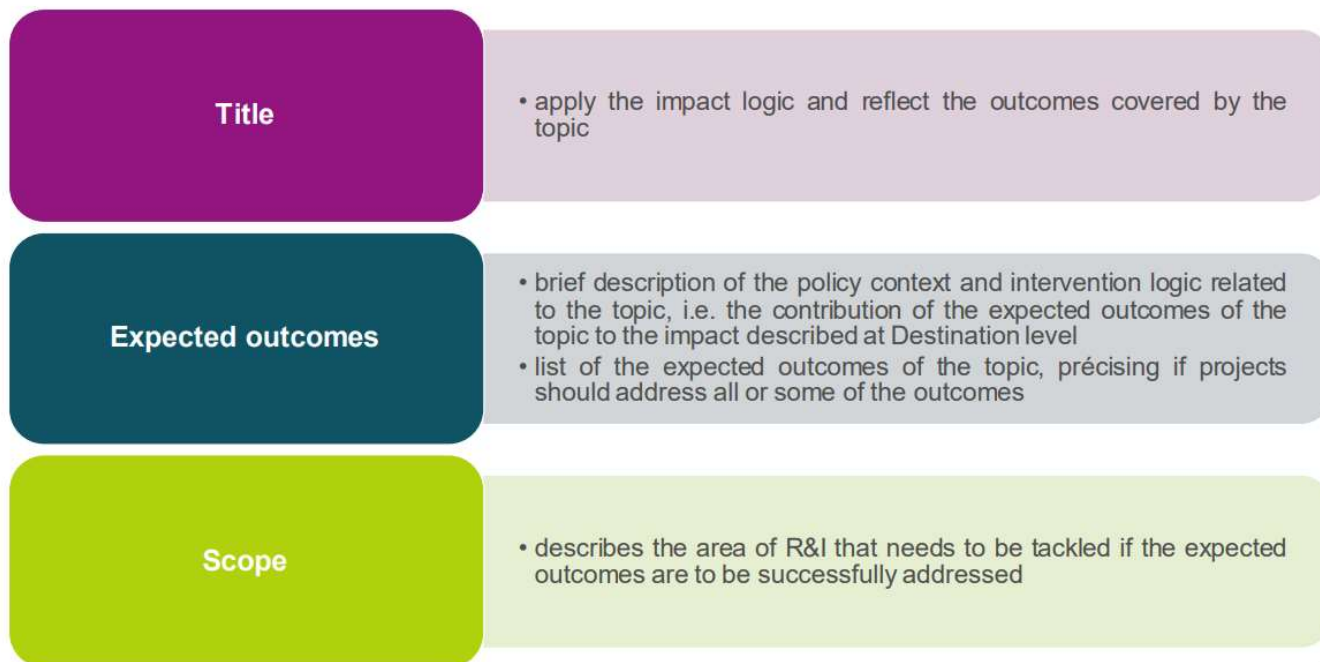 Title
• apply the impact logic and reflect the outcomes covered by the
topic
Expected outcomes
• brief description of the policy context and intervention logic related
to the topic, i.e. the contribution of the expected outcomes of the
topic to the impact described at Destination level
• list of the expected outcomes of the topic, précising if projects
should address all or some of the outcomes
Scope
• describes the area of R&I that needs to be tackled if the expected
outcomes are to be successfully addressed